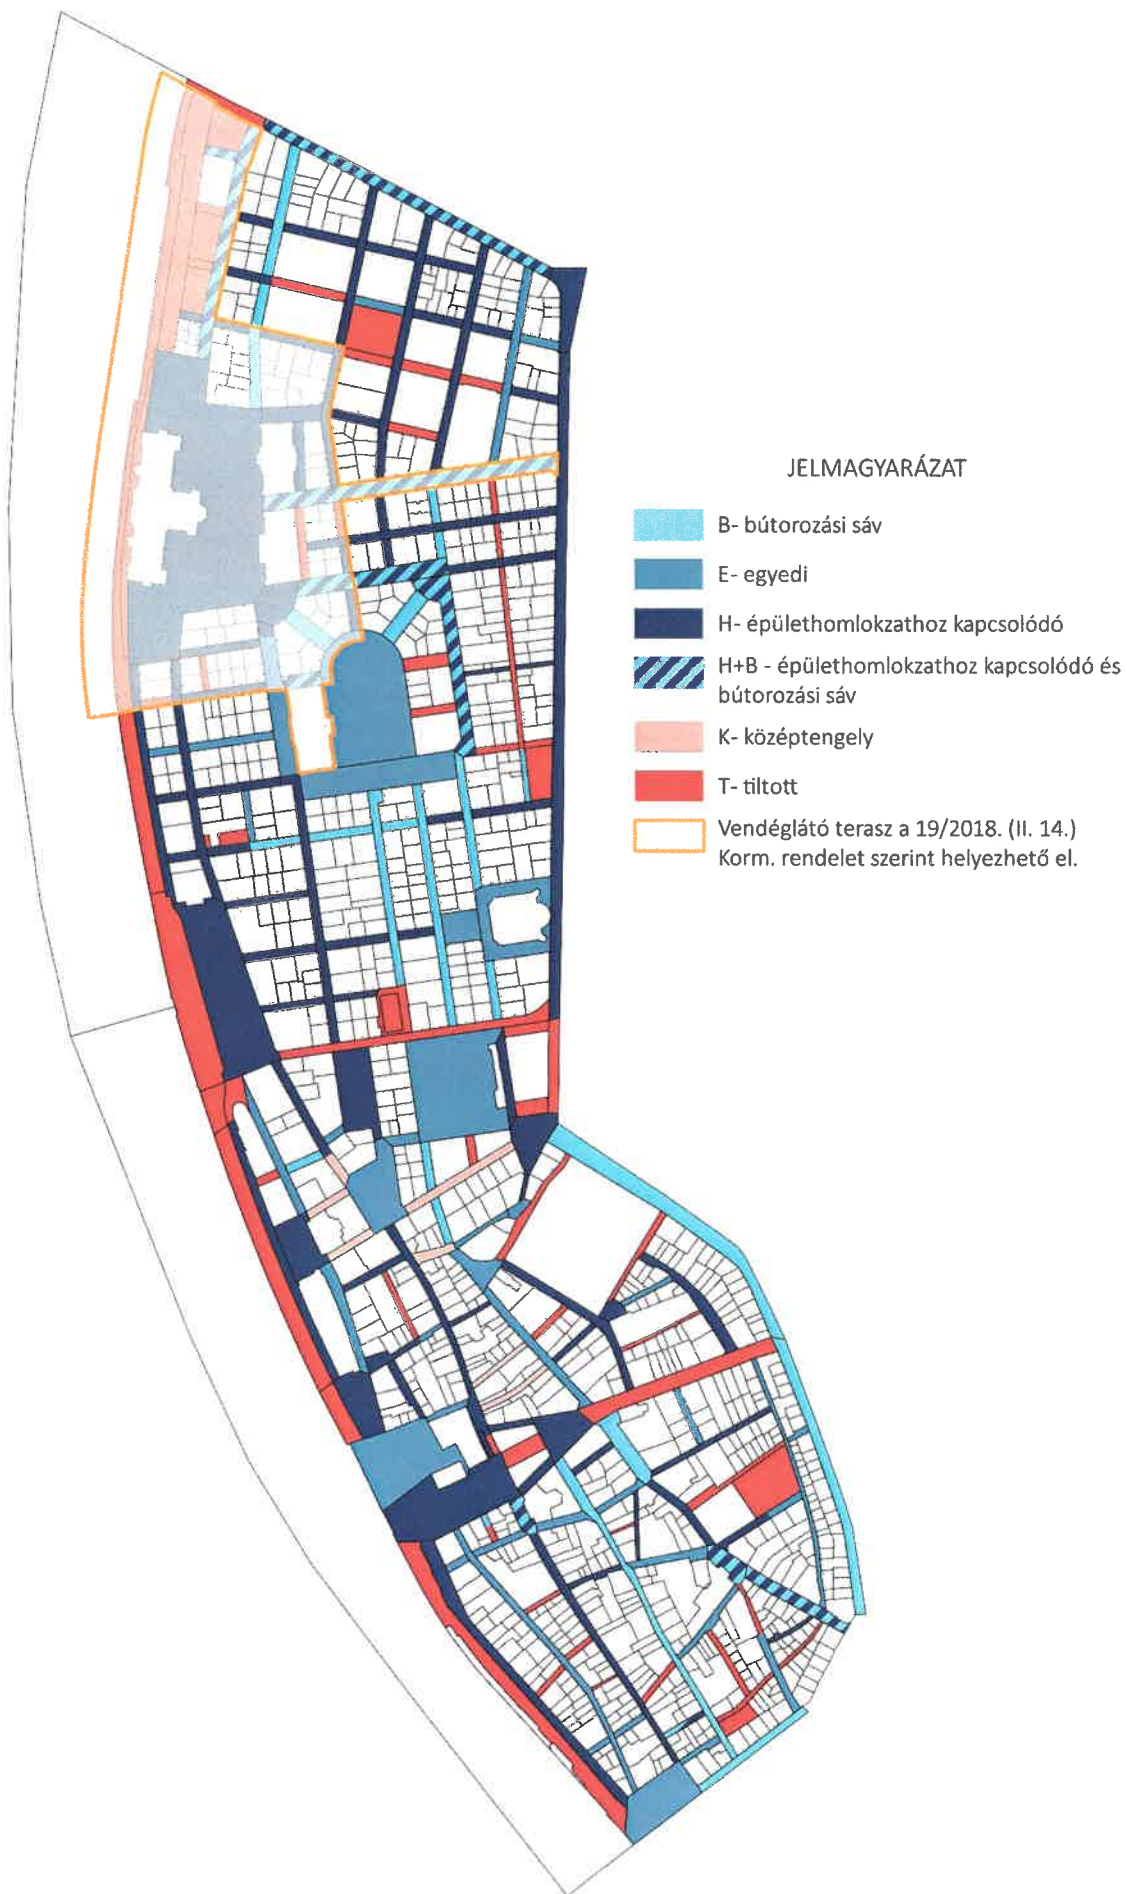 JELMAGYARÁZAT
B- bútorozási sáv
E- egyedi
H- épülethomlokzathoz kapcsolódó
H+B - épülethomlokzathoz kapcsolódó és
bútorozási sáv
K- középtengely
T- tiltott
Vendéglátó terasz a 19/2018. (II. 14.)
Korm. rendelet szerint helyezhető el.